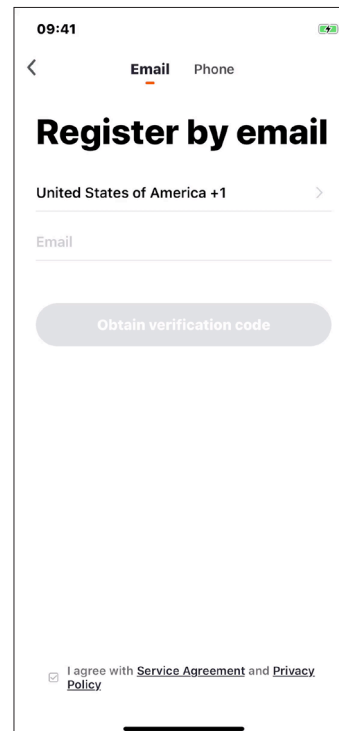 09:41
Email Phone
Register by email
United States of America +1
Email
Obtain verification code
I agree with Service Agreement and Privacy
Policy